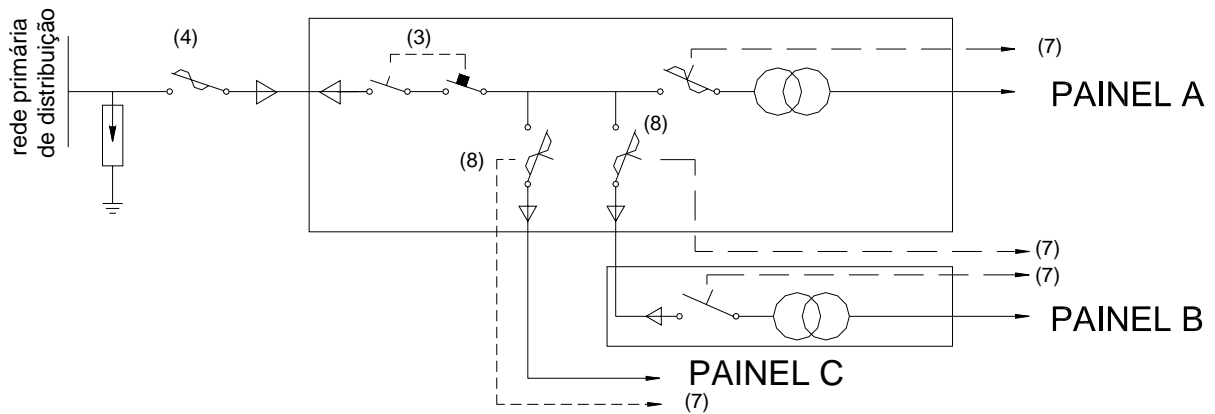 rede primária
de distribuição
(4)
(3)
(7)
PAINEL A
(8)
(8)
(7)
(7)
PAINEL B
PAINEL C
(7)